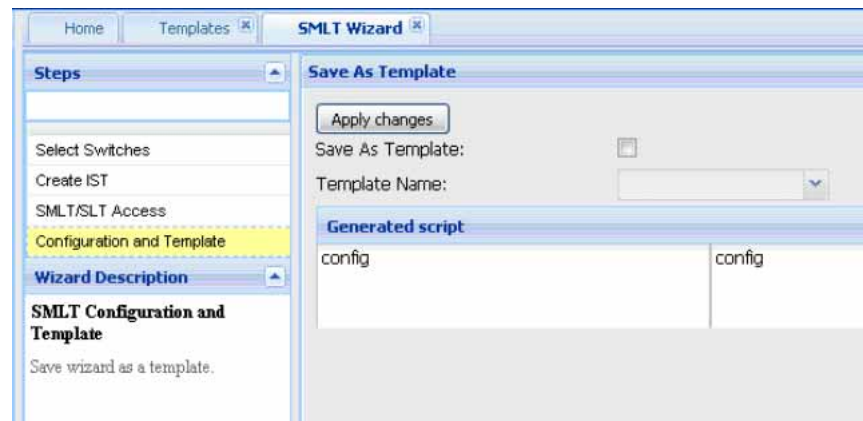 Home
Templates
SMLT Wizard
Steps
Select Switches
Create IST
SMLT/SLT Access
Configuration and Template
Wizard Description
SMLT Configuration and
Template
Save wizard as a template.
Save As Template
Apply changes
Save As Template:
Template Name:
Generated script
config
config